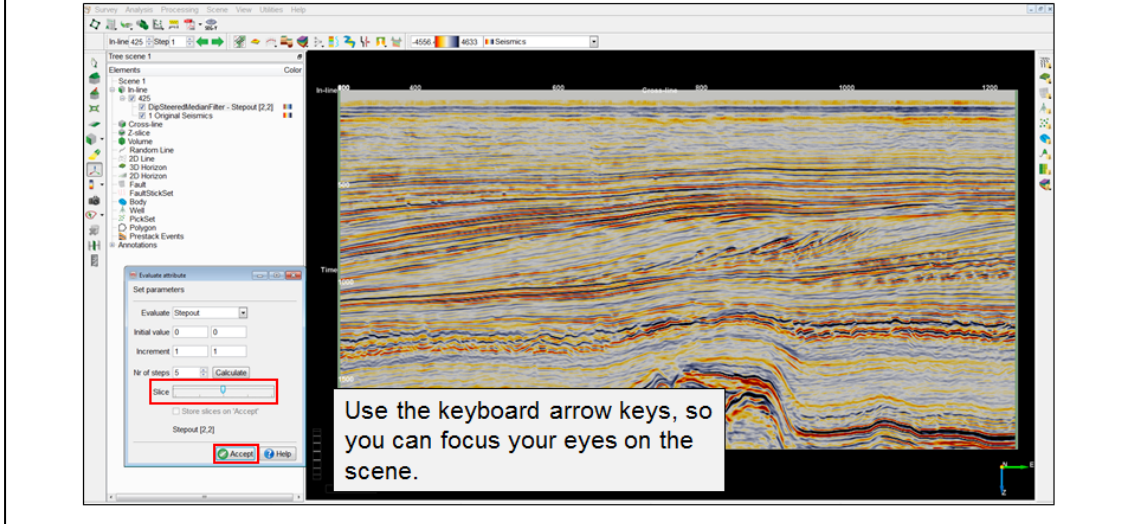 Survey Analysis Processing Scene View Utilities Help
In-line 425 Step 1 -4556 4633 Seismics
Tree scene 1
Elements Color
Scene 1
In-line
425
DipSteeredMedianFilter - Stepout [2,2]
1 Original Seismics
Cross-line
Z-slice
Volume
Random Line
2D Line
3D Horizon
2D Horizon
Fault
FaultStickSet
Body
Well
PickSet
Polygon
Prestack Events
Annotations
In-line 400 600 Cross-line 800 1000 1200
500
Time
1000
1500
N E
Z
Evaluate attribute
Set parameters
Evaluate Stepout
Initial value 0 0
Increment 1 1
Nr of steps 5 Calculate
Slice
Store slices on 'Accept'
Stepout [2,2]
Accept Help
Use the keyboard arrow keys, so
you can focus your eyes on the
scene.